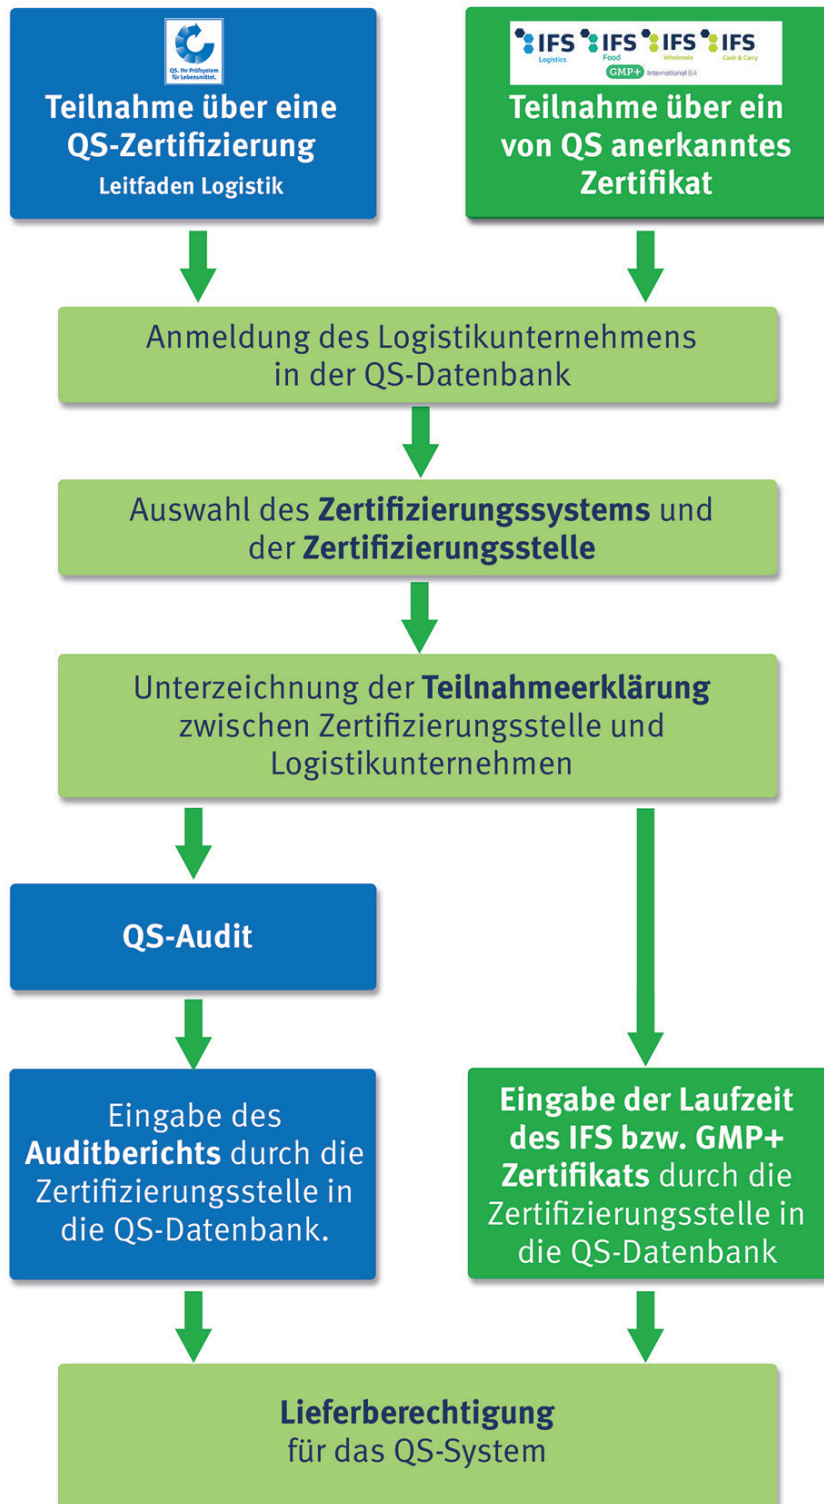 QS. Ihr Prüfsystem
für Lebensmittel.
Teilnahme über eine
QS-Zertifizierung
Leitfaden Logistik
IFS IFS IFS IFS
Logistics Food Wholesale Cash & Carry
GMP+ International B4
Teilnahme über ein
von QS anerkanntes
Zertifikat
Anmeldung des Logistikunternehmens
in der QS-Datenbank
Auswahl des Zertifizierungssystems und
der Zertifizierungsstelle
Unterzeichnung der Teilnahmeerklärung
zwischen Zertifizierungsstelle und
Logistikunternehmen
QS-Audit
Eingabe des
Auditberichts durch die
Zertifizierungsstelle in
die QS-Datenbank.
Eingabe der Laufzeit
des IFS bzw. GMP+
Zertifikats durch die
Zertifizierungsstelle in
die QS-Datenbank
Lieferberechtigung
für das QS-System